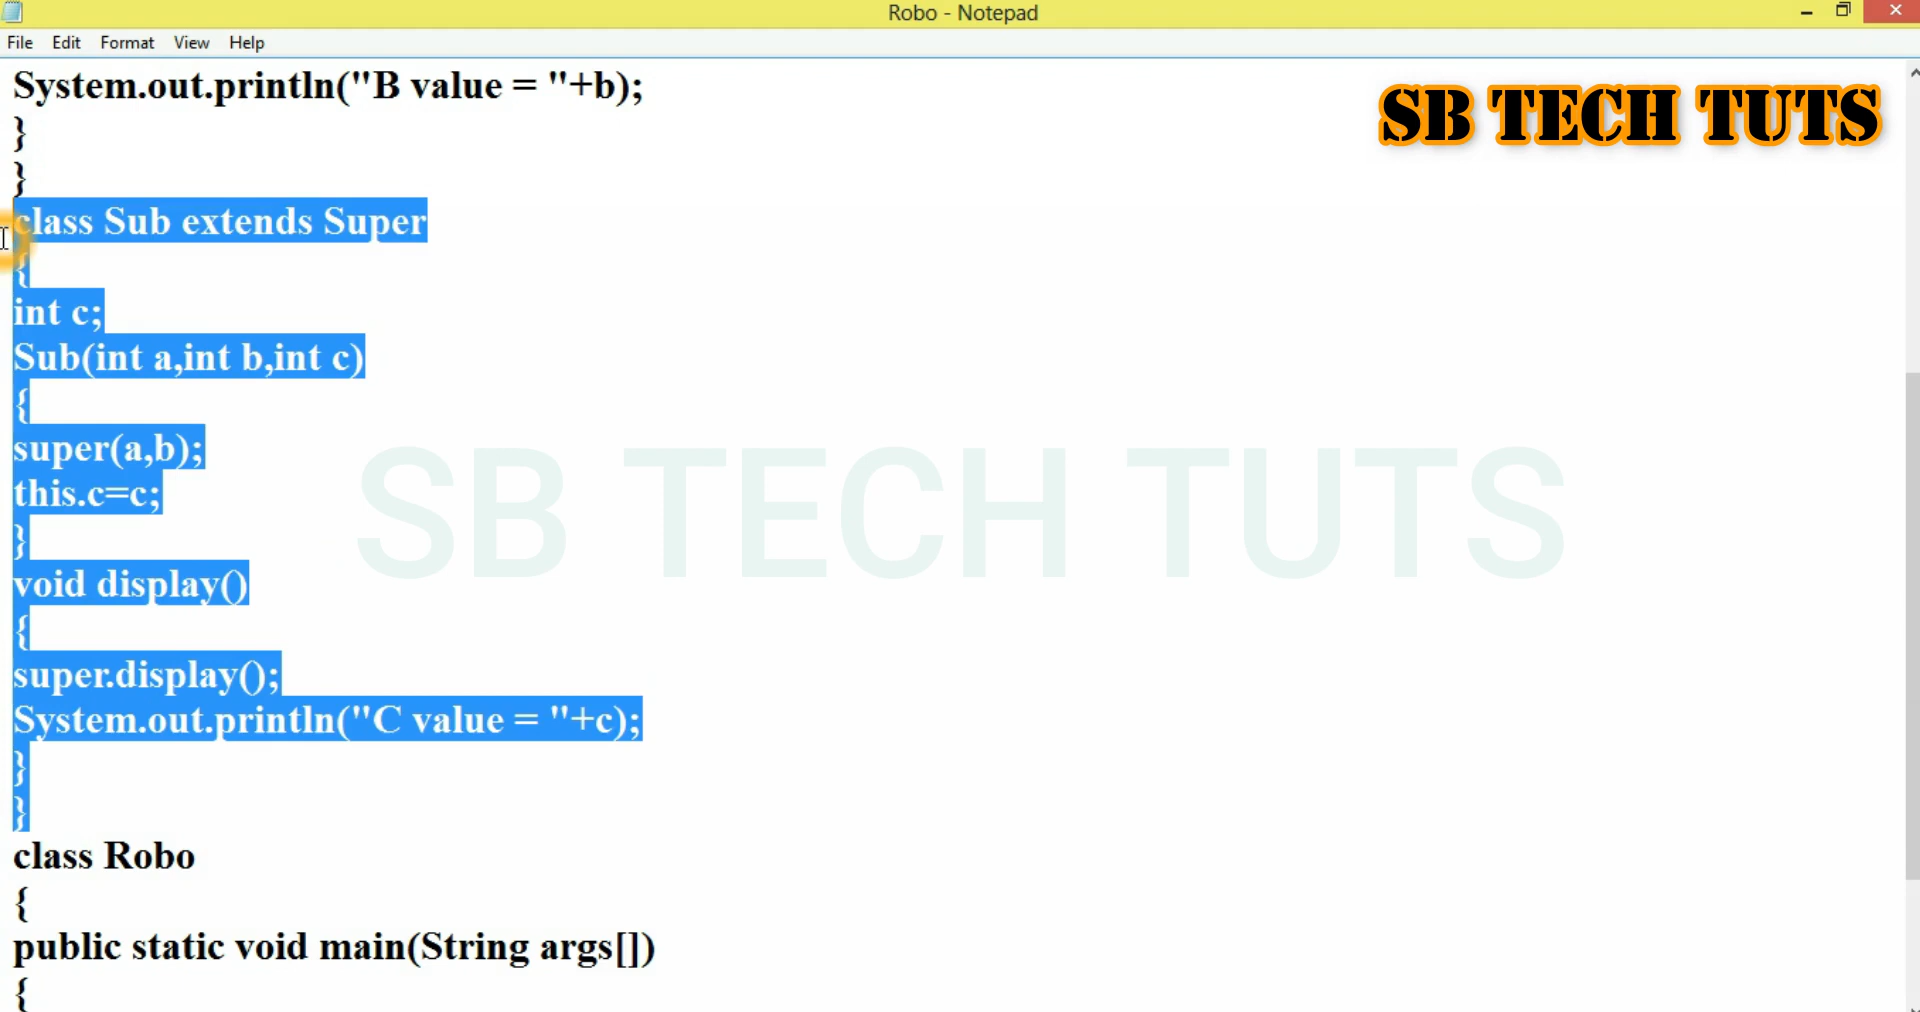 Robo - Notepad
File Edit Format View Help
System.out.println("B value = "+b);
}
}
class Sub extends Super
{
int c;
Sub(int a,int b,int c)
{
super(a,b);
this.c=c;
}
void display()
{
super.display();
System.out.println("C value = "+c);
}
}
class Robo
{
public static void main(String args[])
{
SB TECH TUTS
SB TECH TUTS